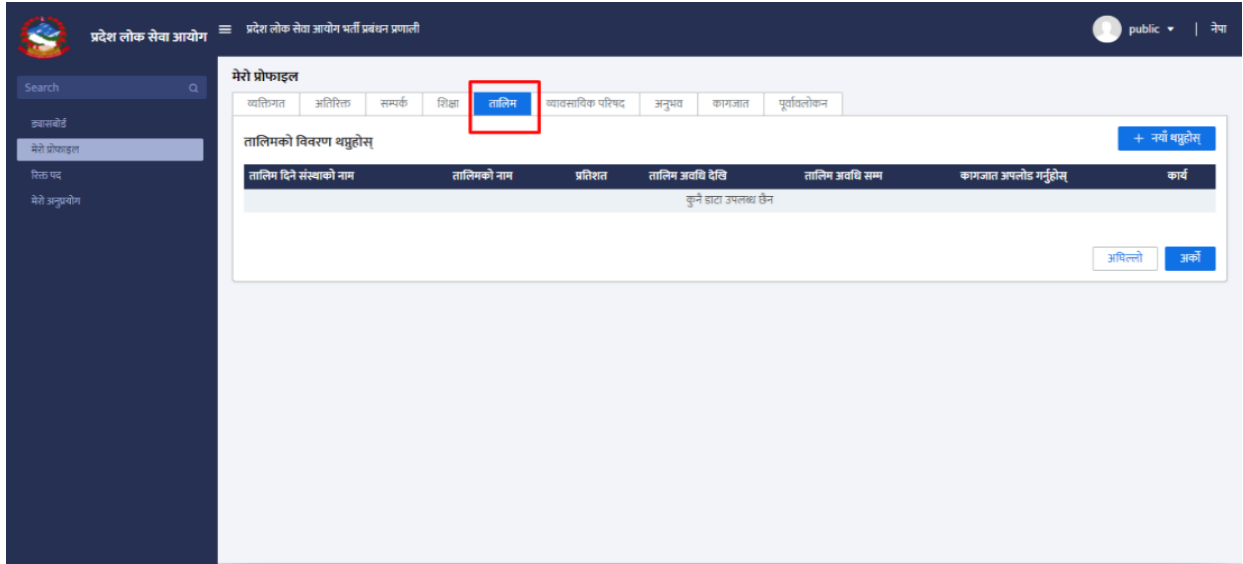 प्रदेश लोक सेवा आयोग
प्रदेश लोक सेवा आयोग भर्ती प्रबंधन प्रणाली
public | नेपा
Search
ड्यासबोर्ड
मेरो प्रोफाइल
रिक्त पद
मेरो अनुप्रयोग
मेरो प्रोफाइल
व्यक्तिगत अतिरिक्त सम्पर्क शिक्षा तालिम व्यावसायिक परिषद अनुभव कागजात पूर्वावलोकन
तालिमको विवरण थप्नुहोस्
+ नयाँ थप्नुहोस्
तालिम दिने संस्थाको नाम तालिमको नाम प्रतिशत तालिम अवधि देखि तालिम अवधि सम्म कागजात अपलोड गर्नुहोस् कार्य
कुनै डाटा उपलब्ध छैन
अघिल्लो अर्को